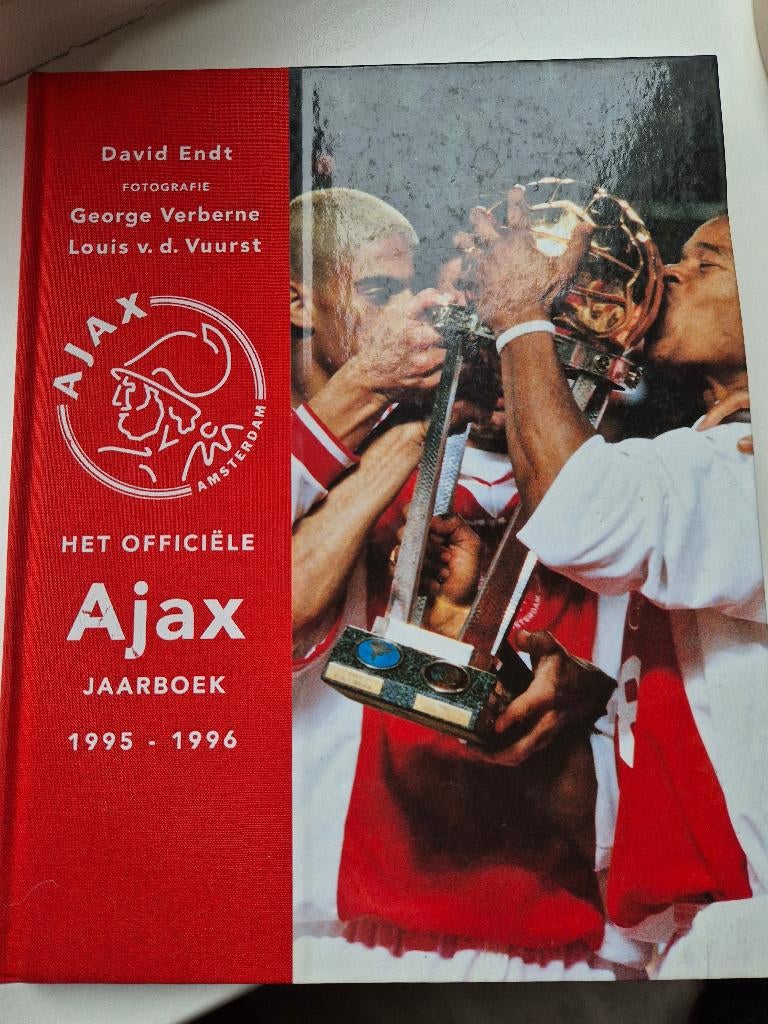 David Endt
FOTOGRAFIE
George Verberne
Louis v. d. Vuurst
AJAX
AMSTERDAM
HET OFFICIËLE
Ajax
JAARBOEK
1995 - 1996